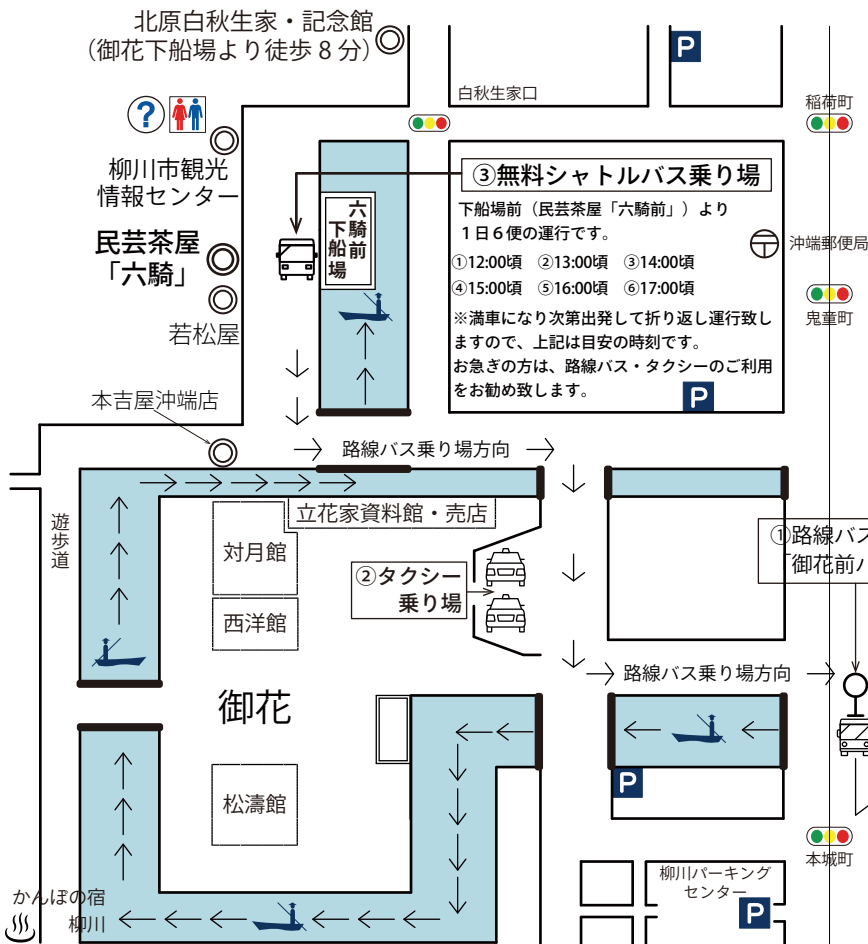 北原白秋生家・記念館
（御花下船場より徒歩８分）
P
白秋生家口
稲荷町
?
柳川市観光
情報センター
③無料シャトルバス乗り場
下船場前（民芸茶屋「六騎前」）より
１日６便の運行です。
①12:00頃 ②13:00頃 ③14:00頃
④15:00頃 ⑤16:00頃 ⑥17:00頃
※満車になり次第出発して折り返し運行致し
ますので、上記は目安の時刻です。
お急ぎの方は、路線バス・タクシーのご利用
をお勧め致します。
P
六騎前
下船場
民芸茶屋
「六騎」
沖端郵便局
鬼童町
若松屋
本吉屋沖端店
路線バス乗り場方向
遊歩道
立花家資料館・売店
対月館
②タクシー
乗り場
①路線バス
「御花前バ
西洋館
路線バス乗り場方向
御花
P
松濤館
本城町
柳川パーキング
センター
P
かんぽの宿
柳川